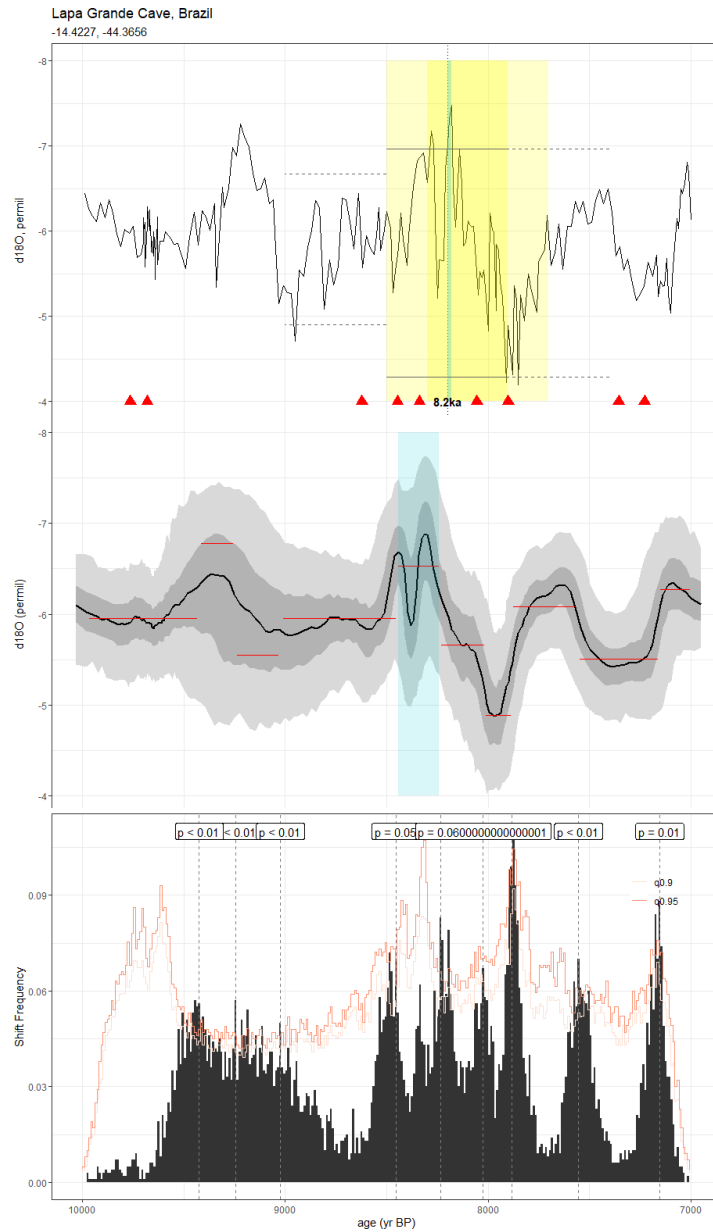 Lapa Grande Cave, Brazil
-14.4227, -44.3656
-8
-7
-6
-5
-4
d18O, permil
8.2ka
-8
-7
-6
-5
-4
d18O (permil)
p < 0.01
< 0.01
p < 0.01
p = 0.05
p = 0.0600000000000001
p < 0.01
p = 0.01
q0.9
q0.95
0.09
0.06
0.03
0.00
Shift Frequency
10000
9000
8000
7000
age (yr BP)